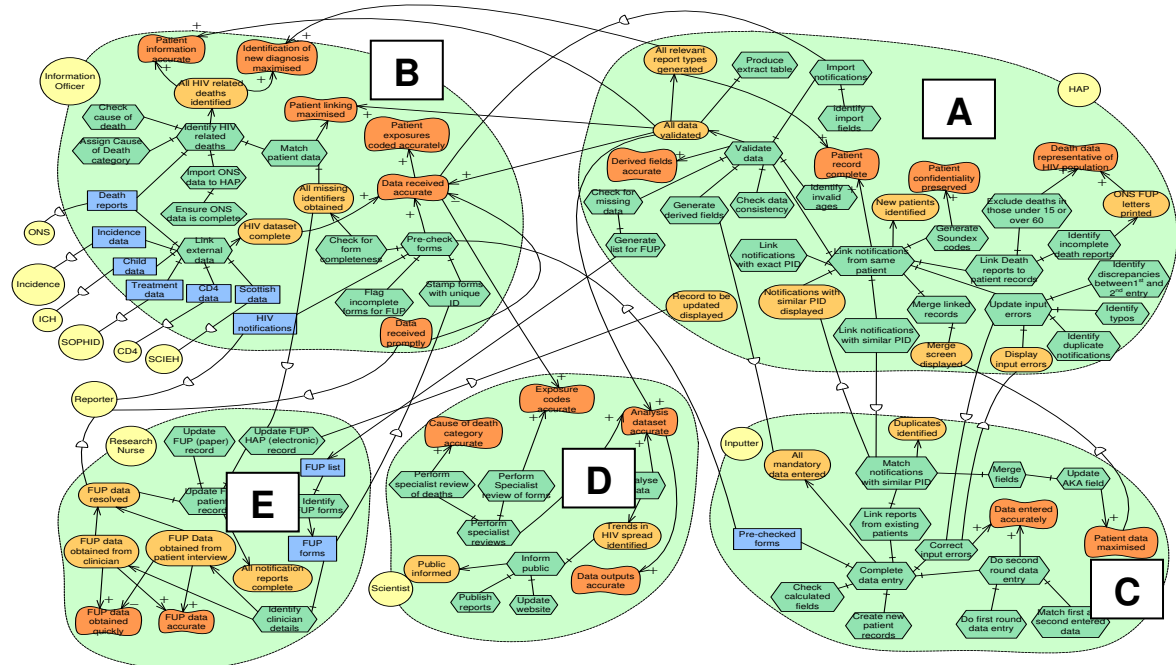 Information
Officer
Patient
information
accurate
Identification of
new diagnosis
maximised
B
All HIV related
deaths
identified
Check
cause of
death
Assign Cause
of Death
category
Identify HIV
related
deaths
Import ONS
data to HAP
Ensure ONS
data is complete
Patient linking
maximised
Match
patient data
Patient
exposures
coded accurately
Data received
accurate
All missing
identifiers
obtained
HIV dataset
complete
Check for
form
completeness
Pre-check
forms
Flag
incomplete
forms for FUP
Stamp forms
with unique
ID
Data
received
promptly
Link
external
data
Death
reports
Incidence
data
Child
data
Treatment
data
CD4
data
Scottish
data
HIV
notifications
ONS
Incidence
ICH
SOPHID
CD4
SCIEH
Reporter
A
HAP
All relevant
report types
generated
Produce
extract table
Import
notifications
Identify
import
fields
All data
validated
Validate
data
Derived fields
accurate
Patient
record
complete
Check for
missing
data
Generate
list for FUP
Generate
derived fields
Check data
consistency
Identify
invalid
ages
Patient
confidentiality
preserved
New patients
identified
Generate
Soundex
codes
Death data
representative of
HIV population
ONS FUP
letters
printed
Exclude deaths in
those under 15 or
over 60
Identify
incomplete
death reports
Link
notifications
with exact PID
Link notifications
from same
patient
Link Death
reports to
patient records
Identify
discrepancies
between1st and
2nd entry
Record to be
updated
displayed
Notifications with
similar PID
displayed
Link notifications
with similar PID
Merge linked
records
Merge
screen
displayed
Update input
errors
Identify
typos
Identify
duplicate
notifications
Display
input errors
Research
Nurse
Update
FUP (paper)
record
Update FUP
HAP (electronic)
record
FUP list
FUP data
resolved
E
Identify
FUP forms
FUP
forms
FUP data
obtained from
clinician
FUP Data
obtained from
patient interview
All notification
reports
complete
FUP data
obtained
quickly
FUP data
accurate
Identify
clinician
details
Scientist
Exposure
codes
accurate
Analysis
dataset
accurate
Cause of death
category
accurate
D
Perform
specialist review
of deaths
Perform
Specialist
review of forms
Perform
specialist
reviews
Trends in
HIV spread
identified
Public
informed
Inform
public
Data outputs
accurate
Publish
reports
Update
website
Inputter
Duplicates
identified
All
mandatory
data entered
Match
notifications
with similar PID
Merge
fields
Update
AKA field
Link reports
from existing
patients
Data entered
accurately
Patient data
maximised
Pre-checked
forms
Correct
input errors
Complete
data entry
Do second
round data
entry
C
Check
calculated
fields
Create new
patient
records
Do first round
data entry
Match first
second entered
data